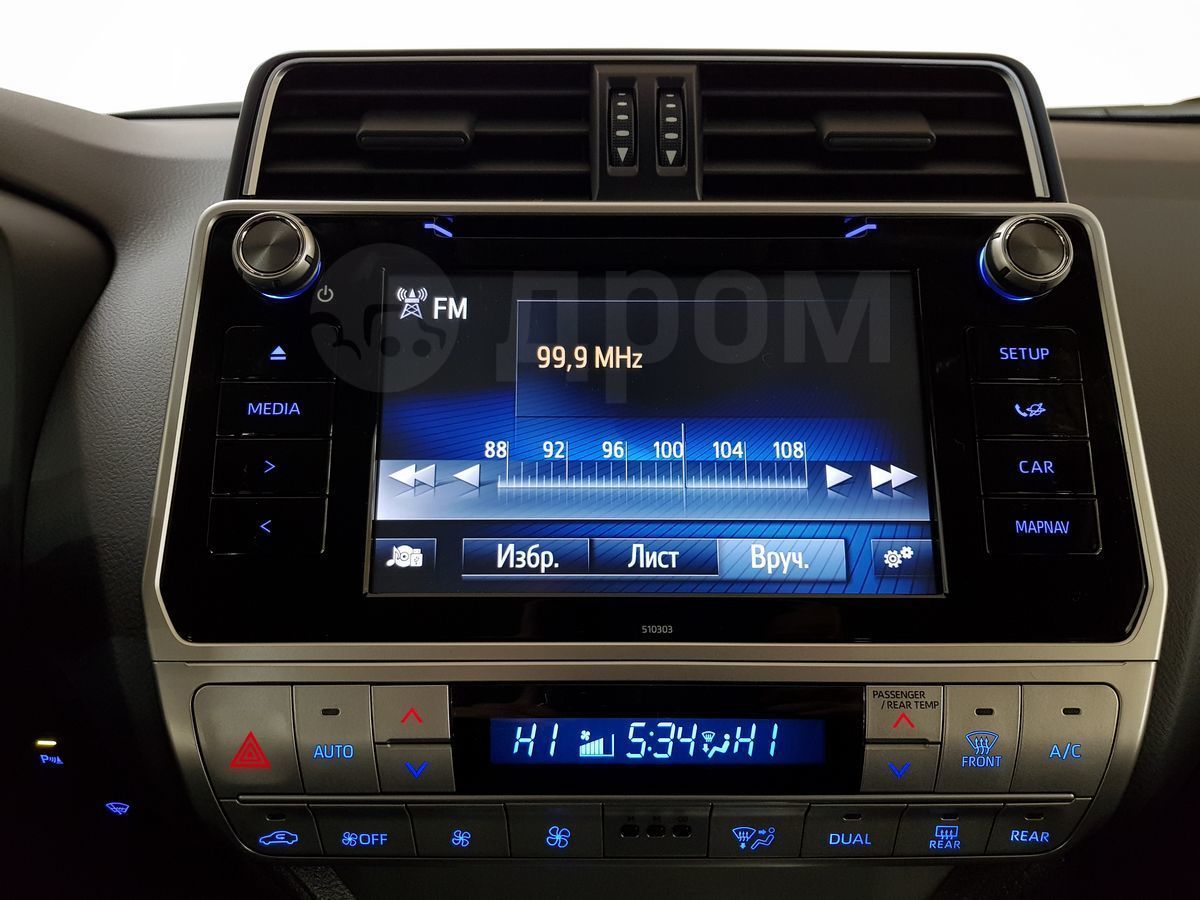 дром
FM
99,9 MHz
SETUP
MEDIA
CAR
MAPNAV
88 92 96 100 104 108
Избр. Лист Вруч.
510303
PASSENGER
/ REAR TEMP
AUTO
HI 5:34 HI
FRONT
A/C
OFF
DUAL
REAR
REAR